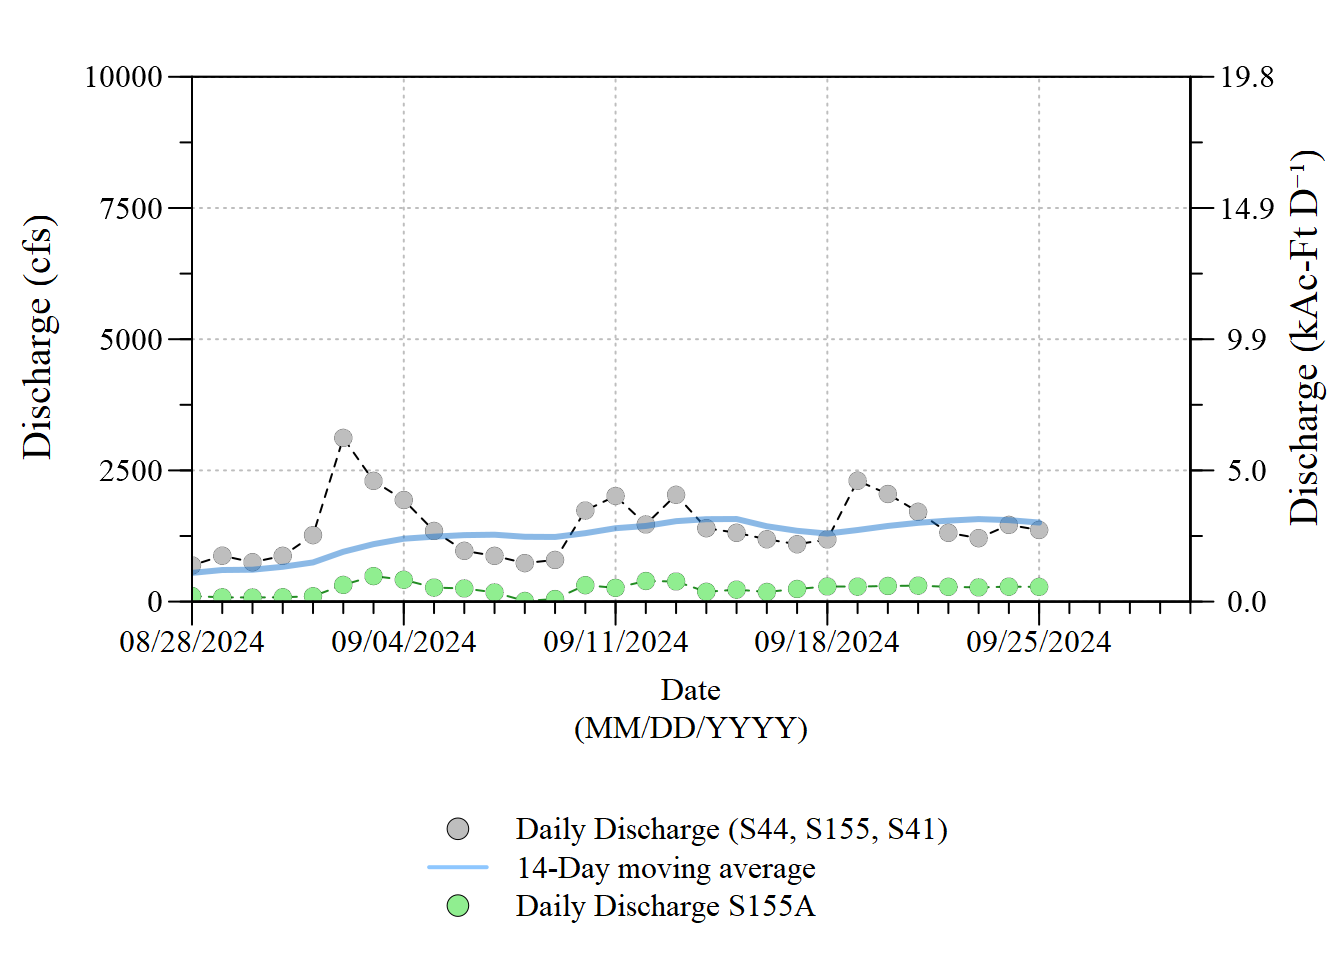 10000
7500
5000
2500
0
Discharge (cfs)
19.8
14.9
9.9
5.0
0.0
Discharge (kAc-Ft D⁻¹)
08/28/2024
09/04/2024
09/11/2024
09/18/2024
09/25/2024
Date
(MM/DD/YYYY)
Daily Discharge (S44, S155, S41)
14-Day moving average
Daily Discharge S155A